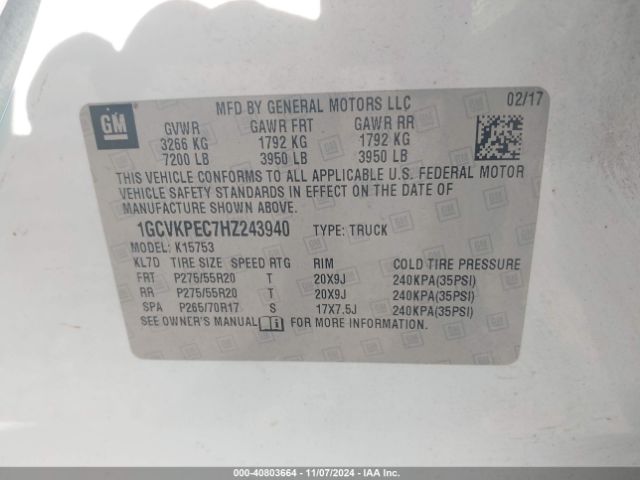 GM
MFD BY GENERAL MOTORS LLC 02/17
GVWR GAWR FRT GAWR RR
3266 KG 1792 KG 1792 KG
7200 LB 3950 LB 3950 LB
THIS VEHICLE CONFORMS TO ALL APPLICABLE U.S. FEDERAL MOTOR
VEHICLE SAFETY STANDARDS IN EFFECT ON THE DATE OF
MANUFACTURE SHOWN ABOVE.
1GCVKPEC7HZ243940 TYPE: TRUCK
MODEL: K15753
KL7D TIRE SIZE SPEED RTG RIM COLD TIRE PRESSURE
FRT P275/55R20 T 20X9J 240KPA(35PSI)
RR P275/55R20 T 20X9J 240KPA(35PSI)
SPA P265/70R17 S 17X7.5J 240KPA(35PSI)
SEE OWNER'S MANUAL FOR MORE INFORMATION.
000-40803664 - 11/07/2024 - IAA Inc.